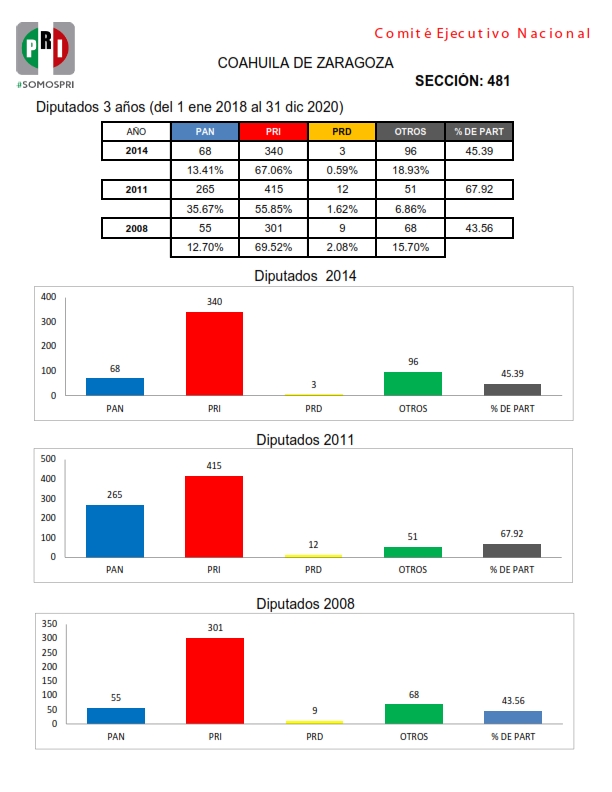 Comité Ejecutivo Nacional
PRI
#SOMOSPRI
COAHUILA DE ZARAGOZA
SECCIÓN: 481
Diputados 3 años (del 1 ene 2018 al 31 dic 2020)
AÑO PAN PRI PRD OTROS % DE PART
2014 68 340 3 96 45.39
13.41% 67.06% 0.59% 18.93%
2011 265 415 12 51 67.92
35.67% 55.85% 1.62% 6.86%
2008 55 301 9 68 43.56
12.70% 69.52% 2.08% 15.70%
Diputados 2014
400
300
200
100
0
68 340 3 96 45.39
PAN PRI PRD OTROS % DE PART
Diputados 2011
500
400
300
200
100
0
265 415 12 51 67.92
PAN PRI PRD OTROS % DE PART
Diputados 2008
350
300
250
200
150
100
50
0
55 301 9 68 43.56
PAN PRI PRD OTROS % DE PART